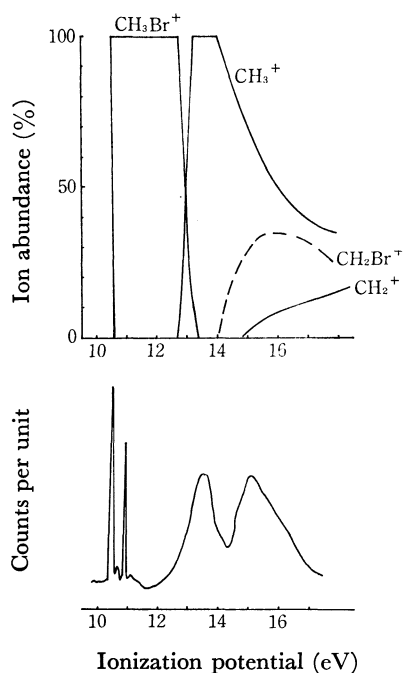 CH₃Br⁺
100
CH₃⁺
Ion abundance (%)
50
CH₂Br⁺
CH₂⁺
0
10 12 14 16
Counts per unit
10 12 14 16
Ionization potential (eV)